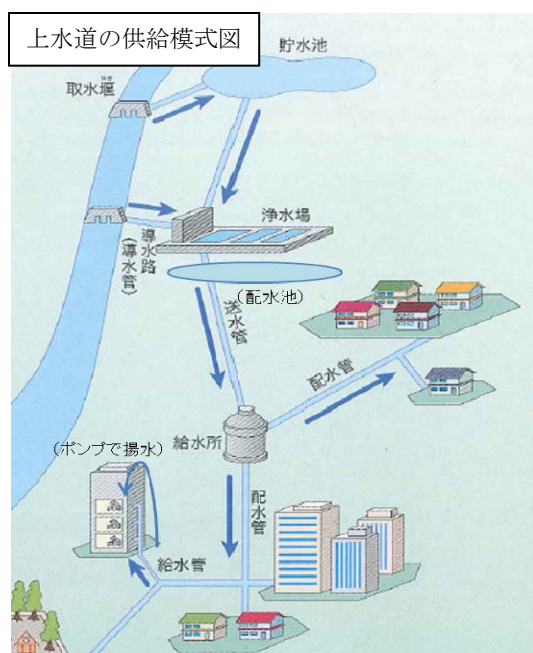 上水道の供給模式図
貯水池
取水堰
せき
浄水場
導水路
(導水管)
(配水池)
送水管
配水管
給水所
(ポンプで揚水)
配水管
給水管